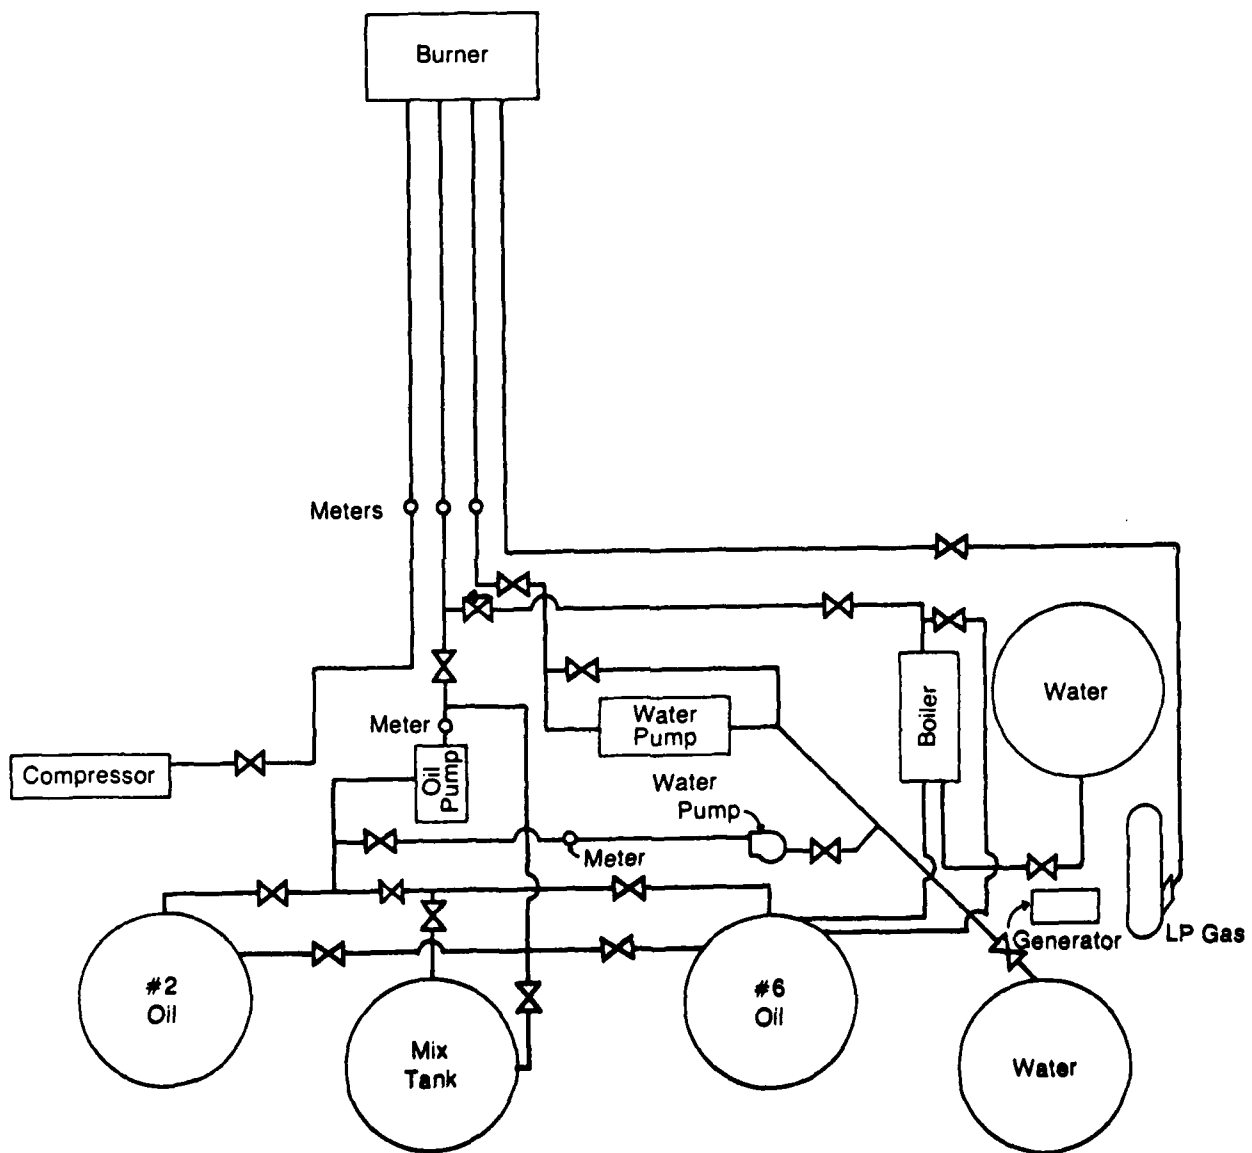 Burner
Meters
Water
Boiler
Water
Pump
Meter
Compressor
Oil
Pump
Water
Pump
Meter
Generator
LP Gas
#2
Oil
#6
Oil
Mix
Tank
Water